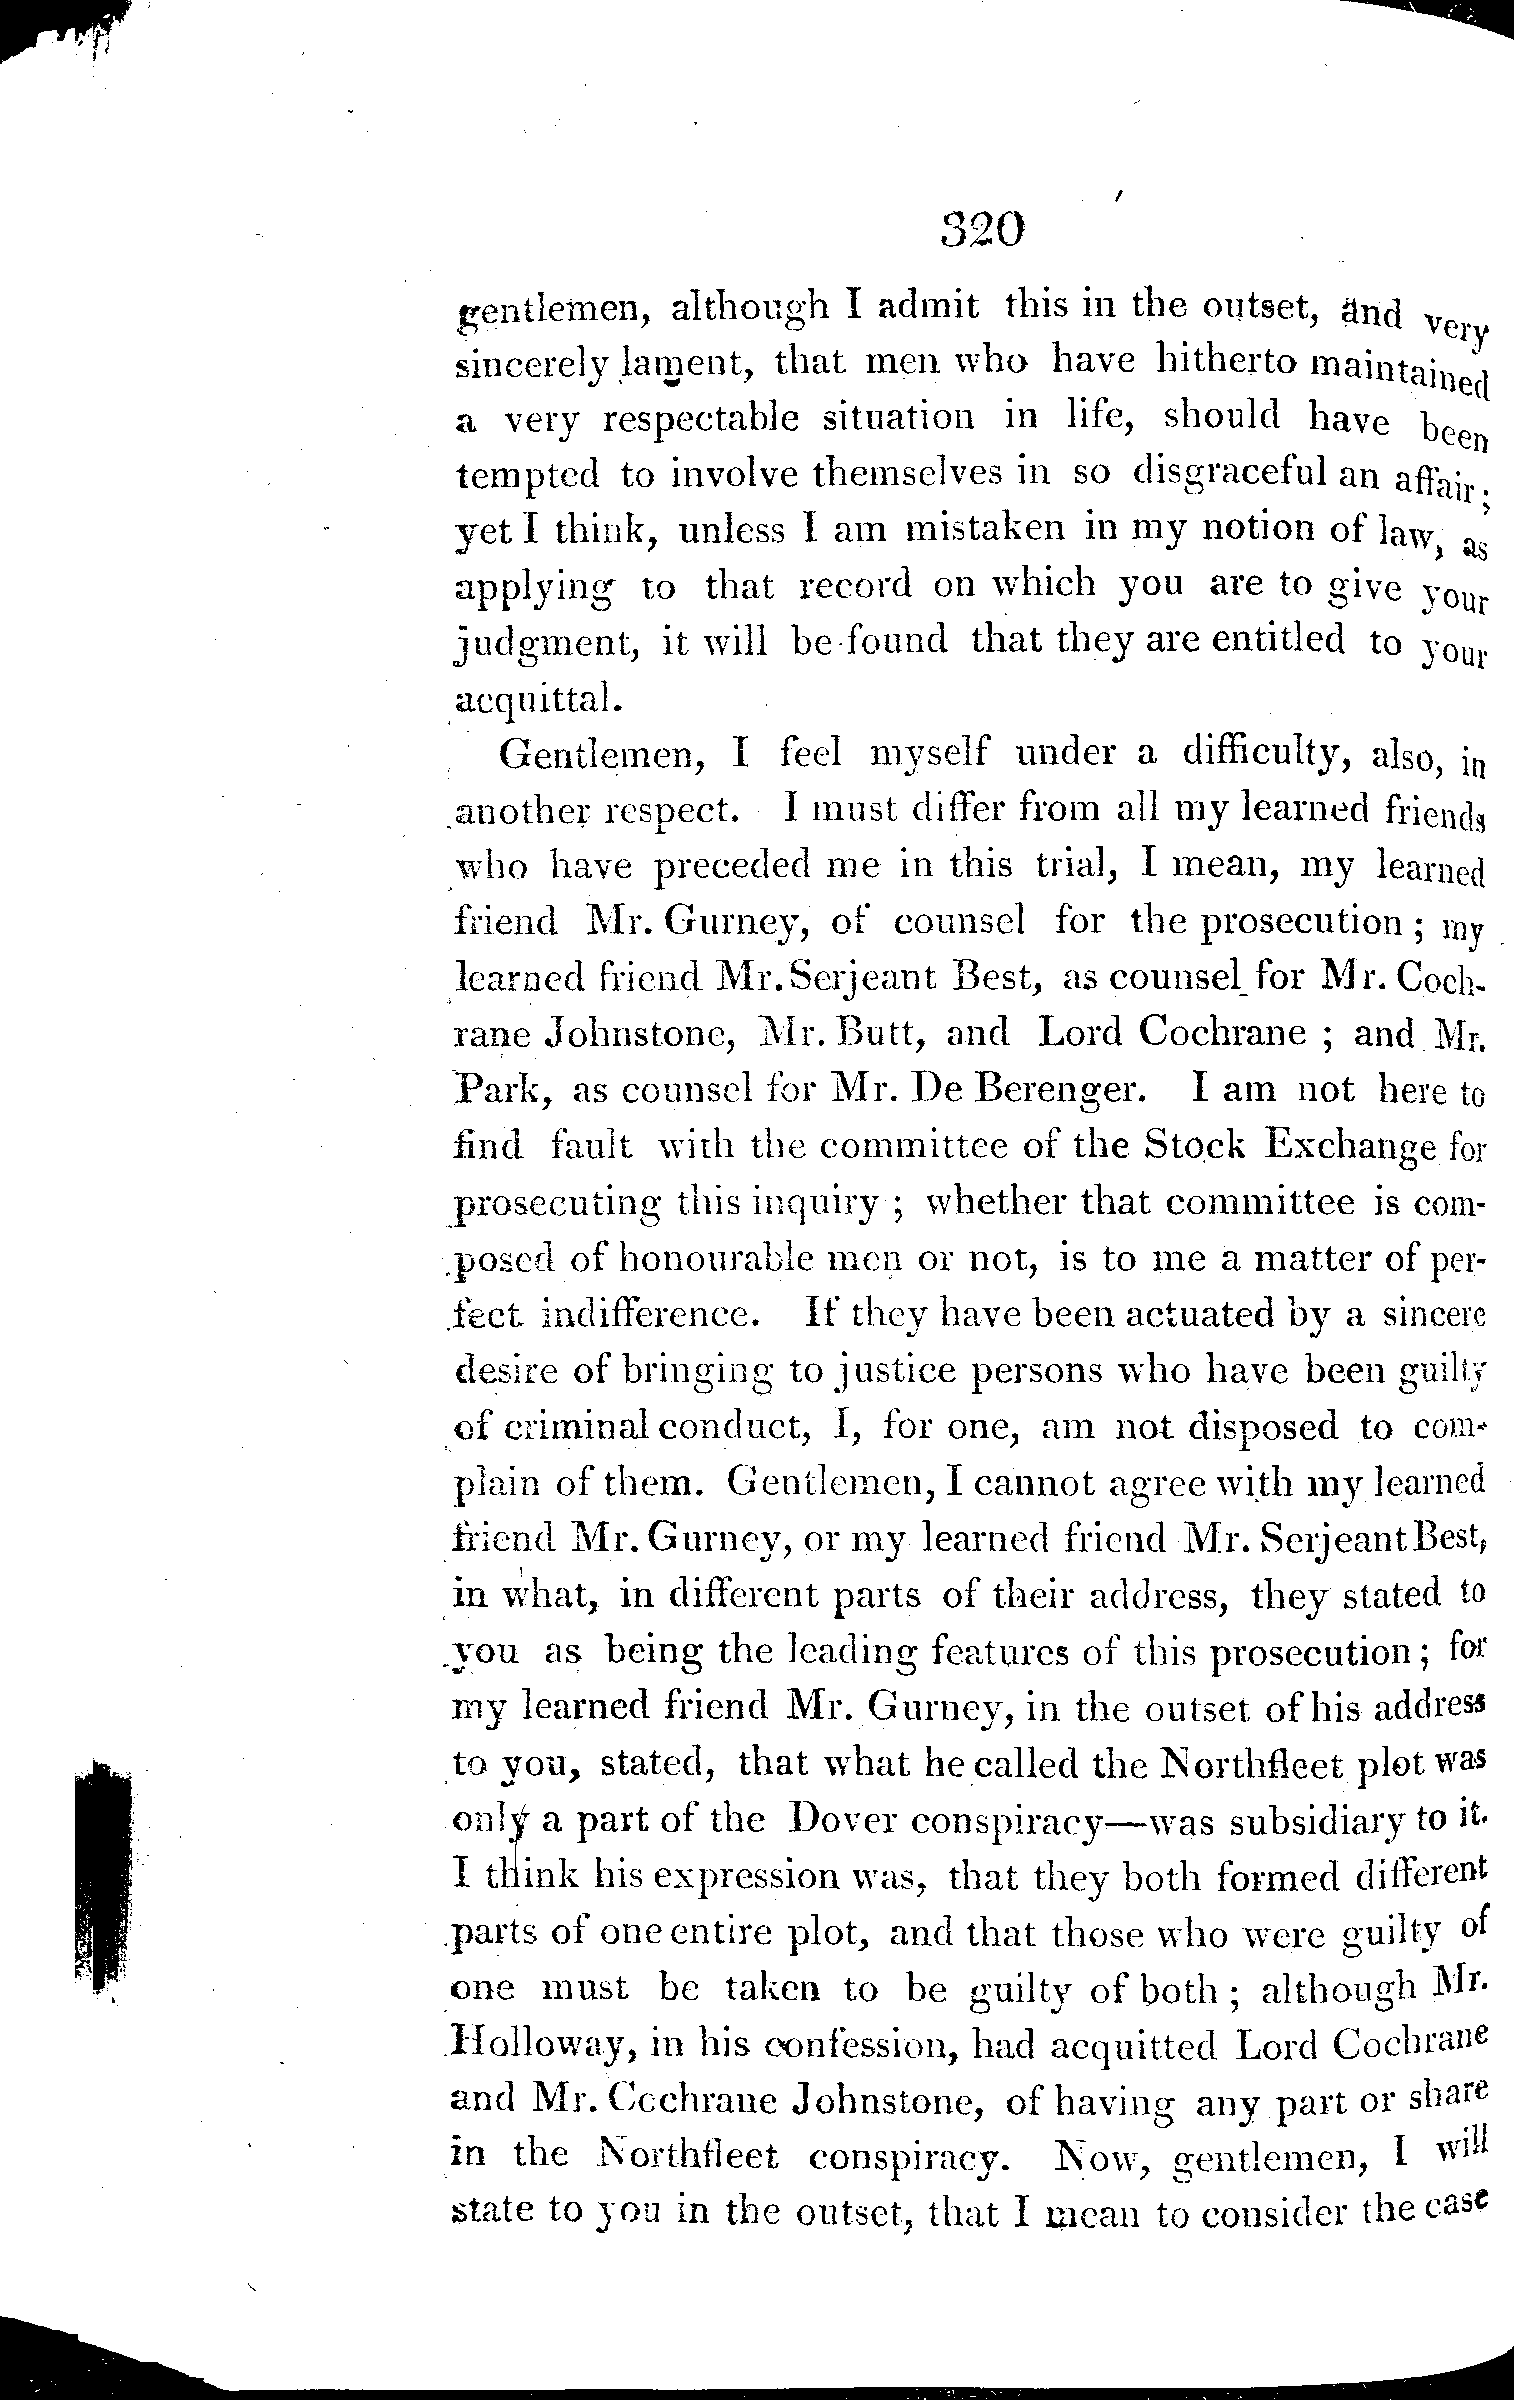 320
gentlemen, although I admit this in the outset, and very
sincerely lament, that men who have hitherto maintained
a very respectable situation in life, should have been
tempted to involve themselves in so disgraceful an affair;
yet I think, unless I am mistaken in my notion of law, as
applying to that record on which you are to give your
judgment, it will be found that they are entitled to your
acquittal.
Gentlemen, I feel myself under a difficulty, also, in
another respect. I must differ from all my learned friends
who have preceded me in this trial, I mean, my learned
friend Mr. Gurney, of counsel for the prosecution; my
learned friend Mr. Serjeant Best, as counsel for Mr. Coch-
rane Johnstone, Mr. Butt, and Lord Cochrane; and Mr.
Park, as counsel for Mr. De Berenger. I am not here to
find fault with the committee of the Stock Exchange for
prosecuting this inquiry; whether that committee is com-
posed of honourable men or not, is to me a matter of per-
fect indifference. If they have been actuated by a sincere
desire of bringing to justice persons who have been guilty
of criminal conduct, I, for one, am not disposed to com-
plain of them. Gentlemen, I cannot agree with my learned
friend Mr. Gurney, or my learned friend Mr. Serjeant Best,
in what, in different parts of their address, they stated to
you as being the leading features of this prosecution; for
my learned friend Mr. Gurney, in the outset of his address
to you, stated, that what he called the Northfleet plot was
only a part of the Dover conspiracy—was subsidiary to it.
I think his expression was, that they both formed different
parts of one entire plot, and that those who were guilty of
one must be taken to be guilty of both; although Mr.
Holloway, in his confession, had acquitted Lord Cochrane
and Mr. Cochrane Johnstone, of having any part or share
in the Northfleet conspiracy. Now, gentlemen, I will
state to you in the outset, that I mean to consider the case